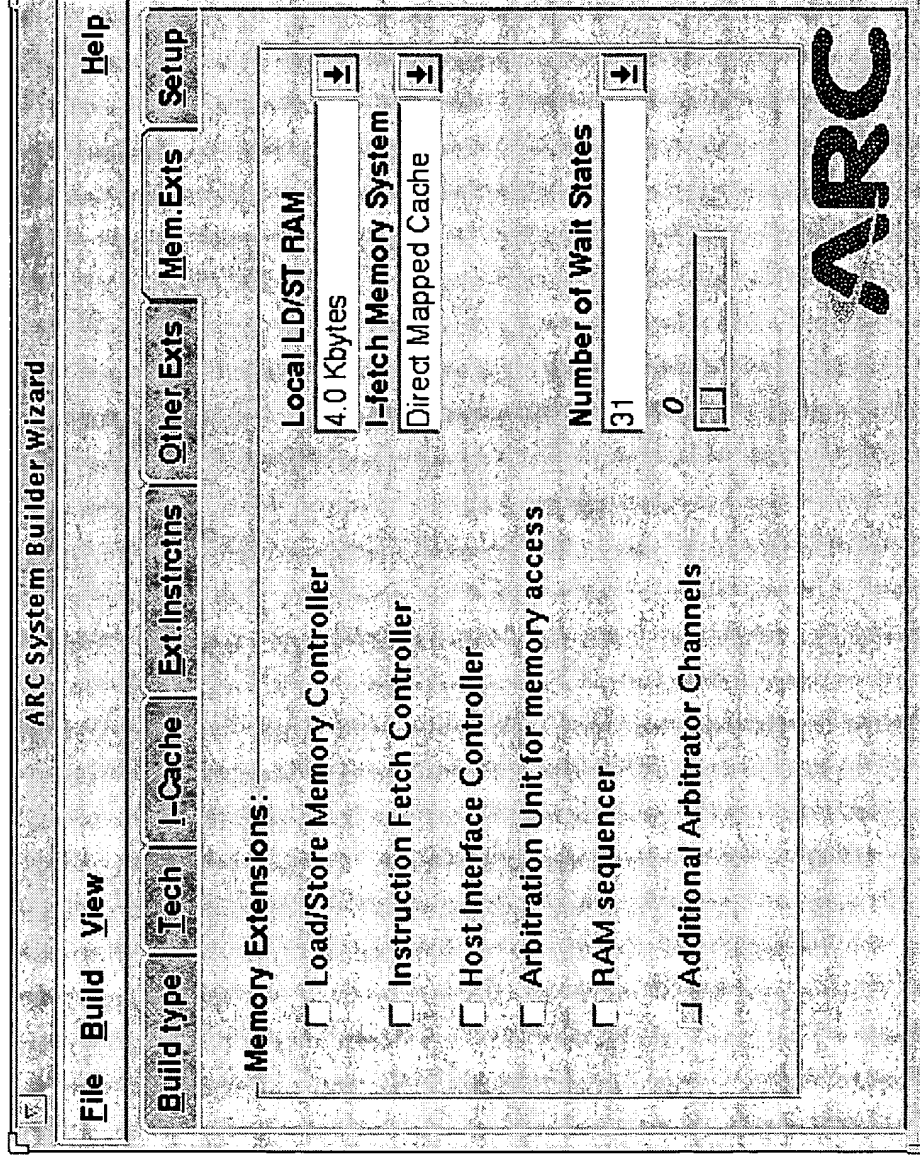 ARC System Builder Wizard
File Build View Help
Build type Tech I-Cache Ext.Instrctns Other Exts Mem.Exts Setup
Memory Extensions:
Local LD/ST RAM
Load/Store Memory Controller 4.0 Kbytes
I-fetch Memory System
Instruction Fetch Controller Direct Mapped Cache
Host Interface Controller
Arbitration Unit for memory access
Number of Wait States
RAM sequencer 31
0
Additional Arbitrator Channels
ARC